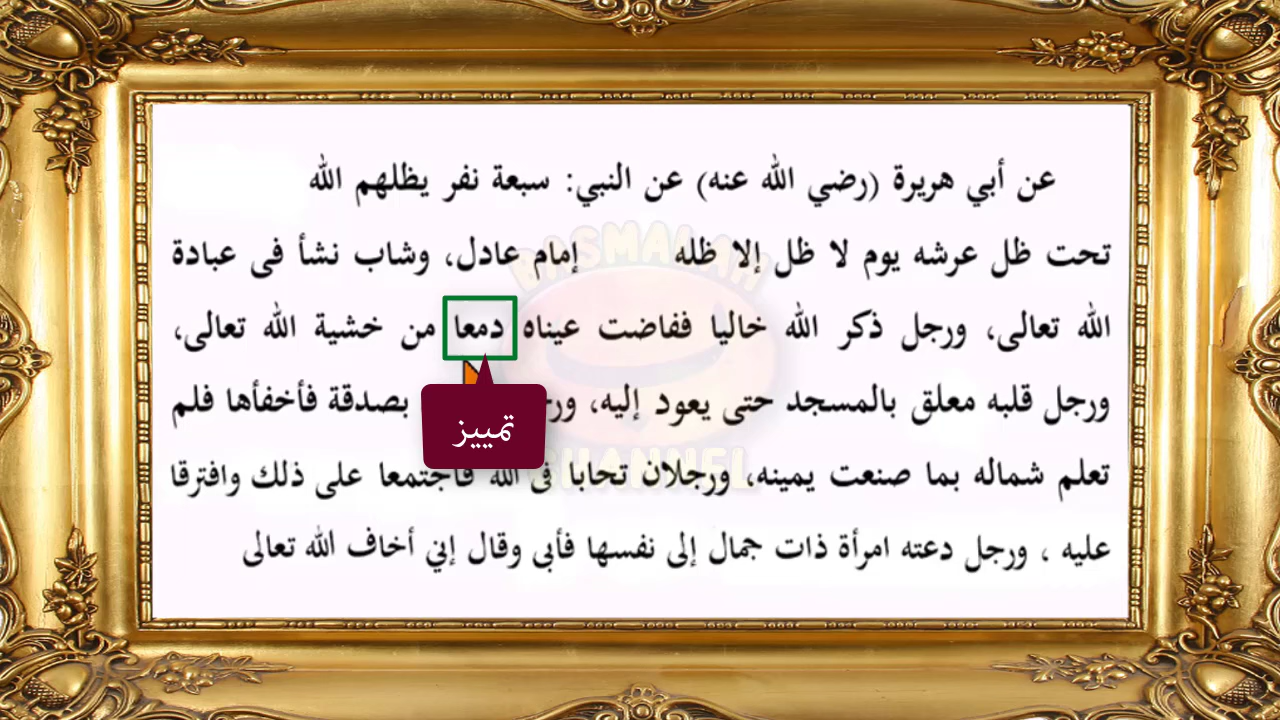 عن أبي هريرة (رضي الله عنه) عن النبي: سبعة نفر يظلهم الله
تحت ظل عرشه يوم لا ظل إلا ظله إمام عادل، وشاب نشأ فى عبادة
الله تعالى، ورجل ذكر الله خاليا ففاضت عيناه دمعا من خشية الله تعالى،
ورجل قلبه معلق بالمسجد حتى يعود إليه، بصدقة فأخفأها فلم
تمييز
تعلم شماله بما صنعت يمينه، ورجلان تحابا فى الله فاجتمعا على ذلك وافترقا
عليه ، ورجل دعته امرأة ذات جمال إلى نفسها فأبى وقال إني أخاف الله تعالى
BASMALAH
CHANNEL